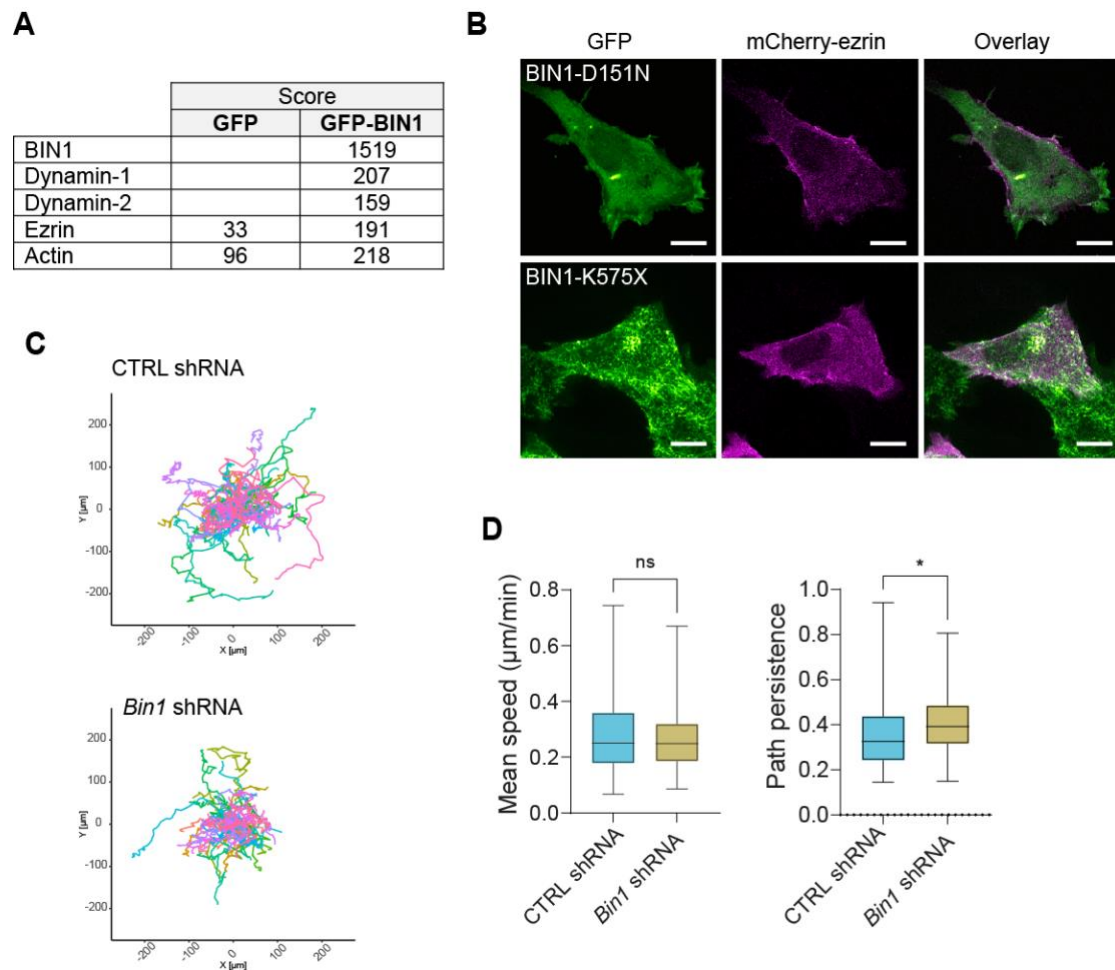 A
Score
GFP GFP-BIN1
BIN1 1519
Dynamin-1 207
Dynamin-2 159
Ezrin 33 191
Actin 96 218
B
GFP mCherry-ezrin Overlay
BIN1-D151N
BIN1-K575X
C
CTRL shRNA
200
100
0
-100
-200
Y [µm]
-200 -100 0 100 200
X [µm]
Bin1 shRNA
200
100
0
-100
-200
Y [µm]
-200 -100 0 100 200
X [µm]
D
ns
0.8
0.6
0.4
0.2
0.0
Mean speed (µm/min)
CTRL shRNA
Bin1 shRNA
*
1.0
0.8
0.6
0.4
0.2
0.0
Path persistence
CTRL shRNA
Bin1 shRNA